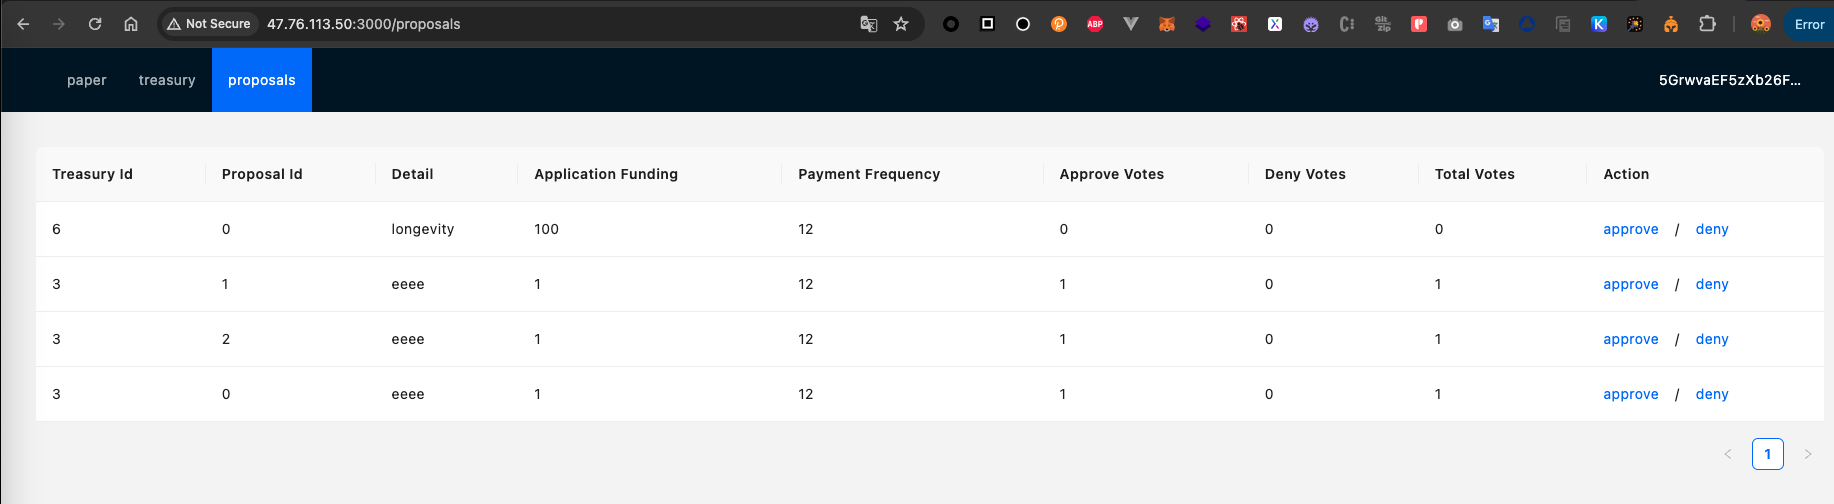 Not Secure 47.76.113.50:3000/proposals ABP Git Zip K Error
paper treasury proposals 5GrwvaEF5zXb26F...
Treasury Id Proposal Id Detail Application Funding Payment Frequency Approve Votes Deny Votes Total Votes Action
6 0 longevity 100 12 0 0 0 approve / deny
3 1 eeee 1 12 1 0 1 approve / deny
3 2 eeee 1 12 1 0 1 approve / deny
3 0 eeee 1 12 1 0 1 approve / deny
< 1 >